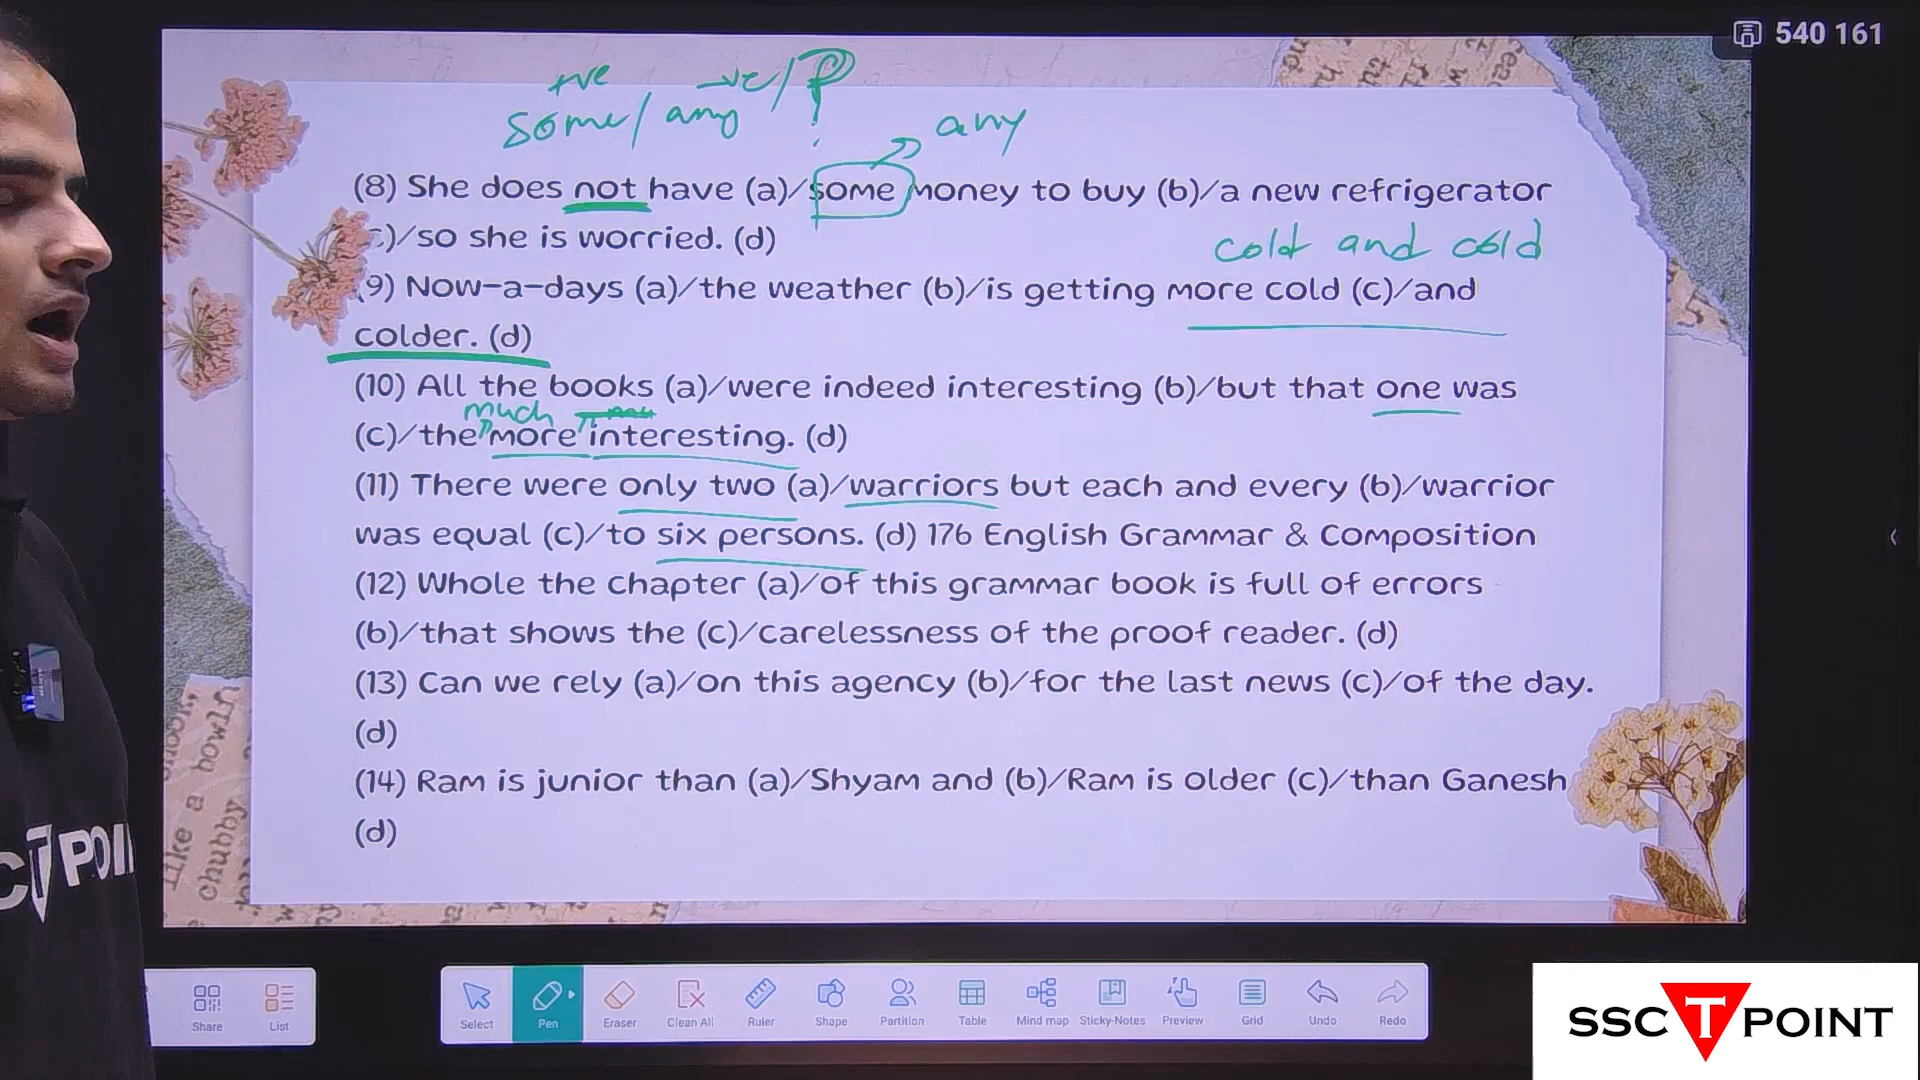 540 161
+ve -ve/?
some/ any
any
(8) She does not have (a)/some money to buy (b)/a new refrigerator
)/so she is worried. (d)
cold and cold
9) Now-a-days (a)/the weather (b)/is getting more cold (c)/and
colder. (d)
(10) All the books (a)/were indeed interesting (b)/but that one was
much
(c)/the more interesting. (d)
(11) There were only two (a)/warriors but each and every (b)/warrior
was equal (c)/to six persons. (d) 176 English Grammar & Composition
(12) Whole the chapter (a)/of this grammar book is full of errors
(b)/that shows the (c)/carelessness of the proof reader. (d)
(13) Can we rely (a)/on this agency (b)/for the last news (c)/of the day.
(d)
(14) Ram is junior than (a)/Shyam and (b)/Ram is older (c)/than Ganesh
(d)
like a bowln
chubby
CT POIN
Share List Select Pen Eraser Clean All Ruler Shape Partition Table Mind map Sticky-Notes Preview Grid Undo Redo
SSC T POINT